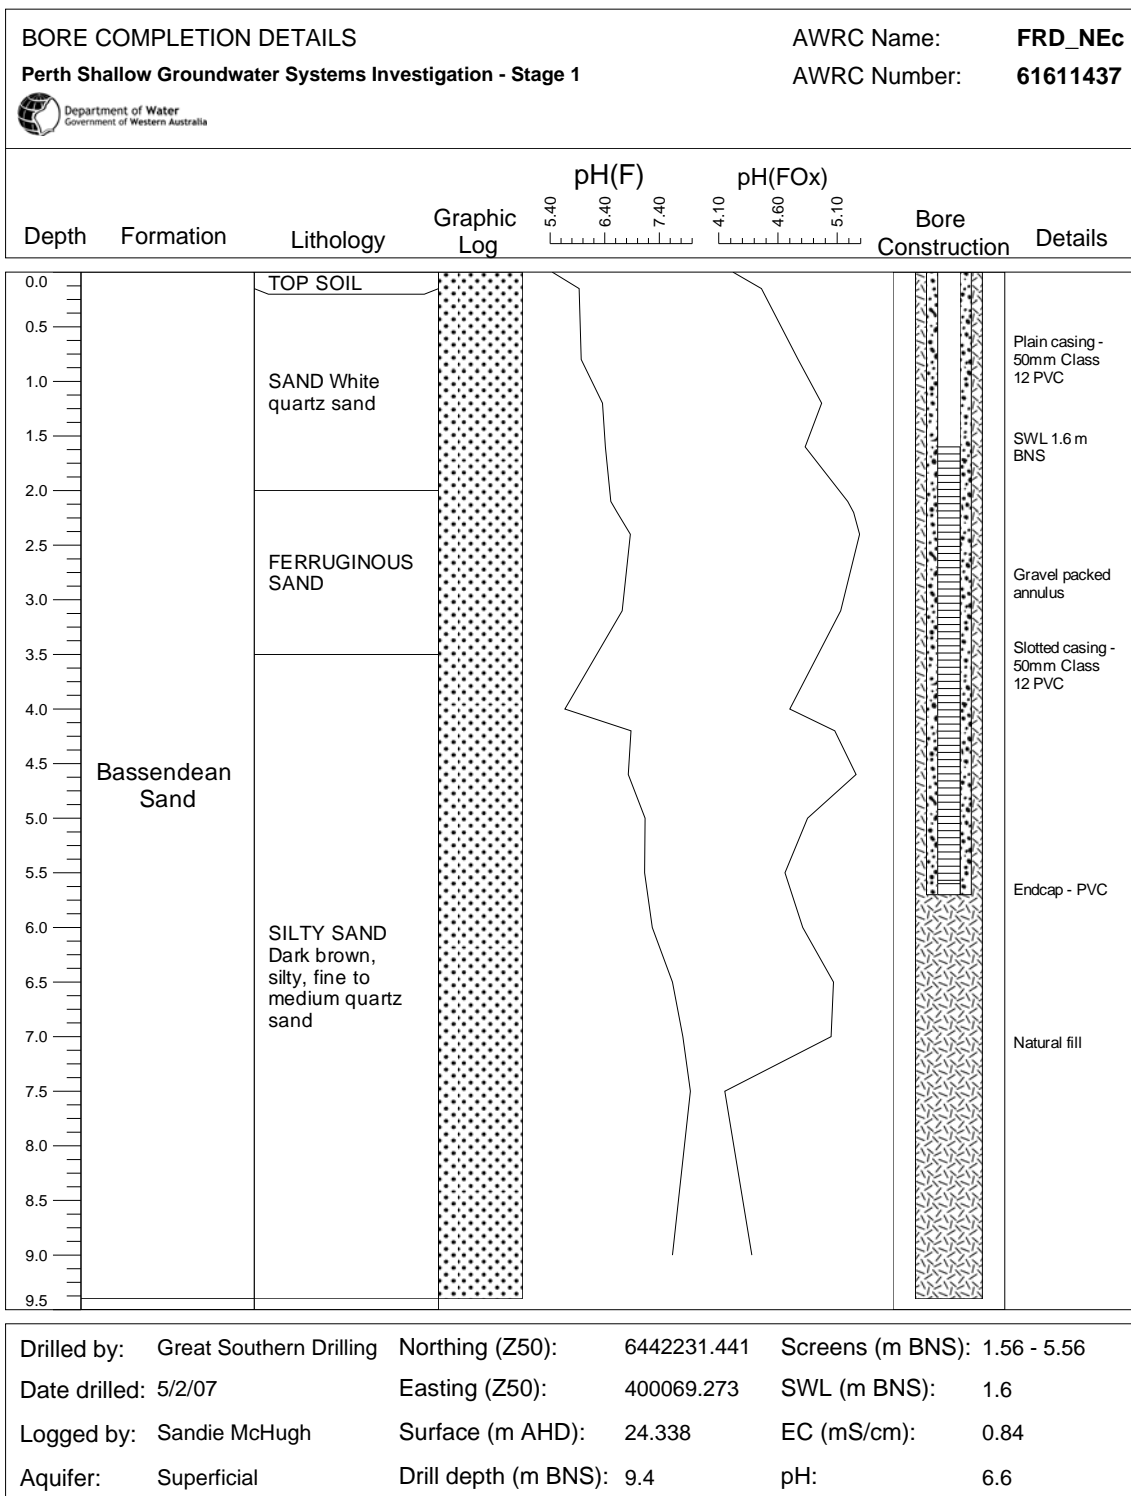 BORE COMPLETION DETAILS
AWRC Name: FRD_NEc
Perth Shallow Groundwater Systems Investigation - Stage 1
AWRC Number: 61611437
Department of Water
Government of Western Australia
pH(F) pH(FOx)
5.40 6.40 7.40 4.10 4.60 5.10
Depth Formation Lithology Graphic Log Bore Construction Details
0.0
TOP SOIL
0.5
Plain casing -
50mm Class
12 PVC
1.0
SAND White
quartz sand
1.5
SWL 1.6 m
BNS
2.0
2.5
FERRUGINOUS
SAND
Gravel packed
annulus
3.0
3.5
Slotted casing -
50mm Class
12 PVC
4.0
4.5
Bassendean
Sand
5.0
5.5
Endcap - PVC
6.0
SILTY SAND
Dark brown,
silty, fine to
medium quartz
sand
6.5
7.0
Natural fill
7.5
8.0
8.5
9.0
9.5
Drilled by: Great Southern Drilling Northing (Z50): 6442231.441 Screens (m BNS): 1.56 - 5.56
Date drilled: 5/2/07 Easting (Z50): 400069.273 SWL (m BNS): 1.6
Logged by: Sandie McHugh Surface (m AHD): 24.338 EC (mS/cm): 0.84
Aquifer: Superficial Drill depth (m BNS): 9.4 pH: 6.6